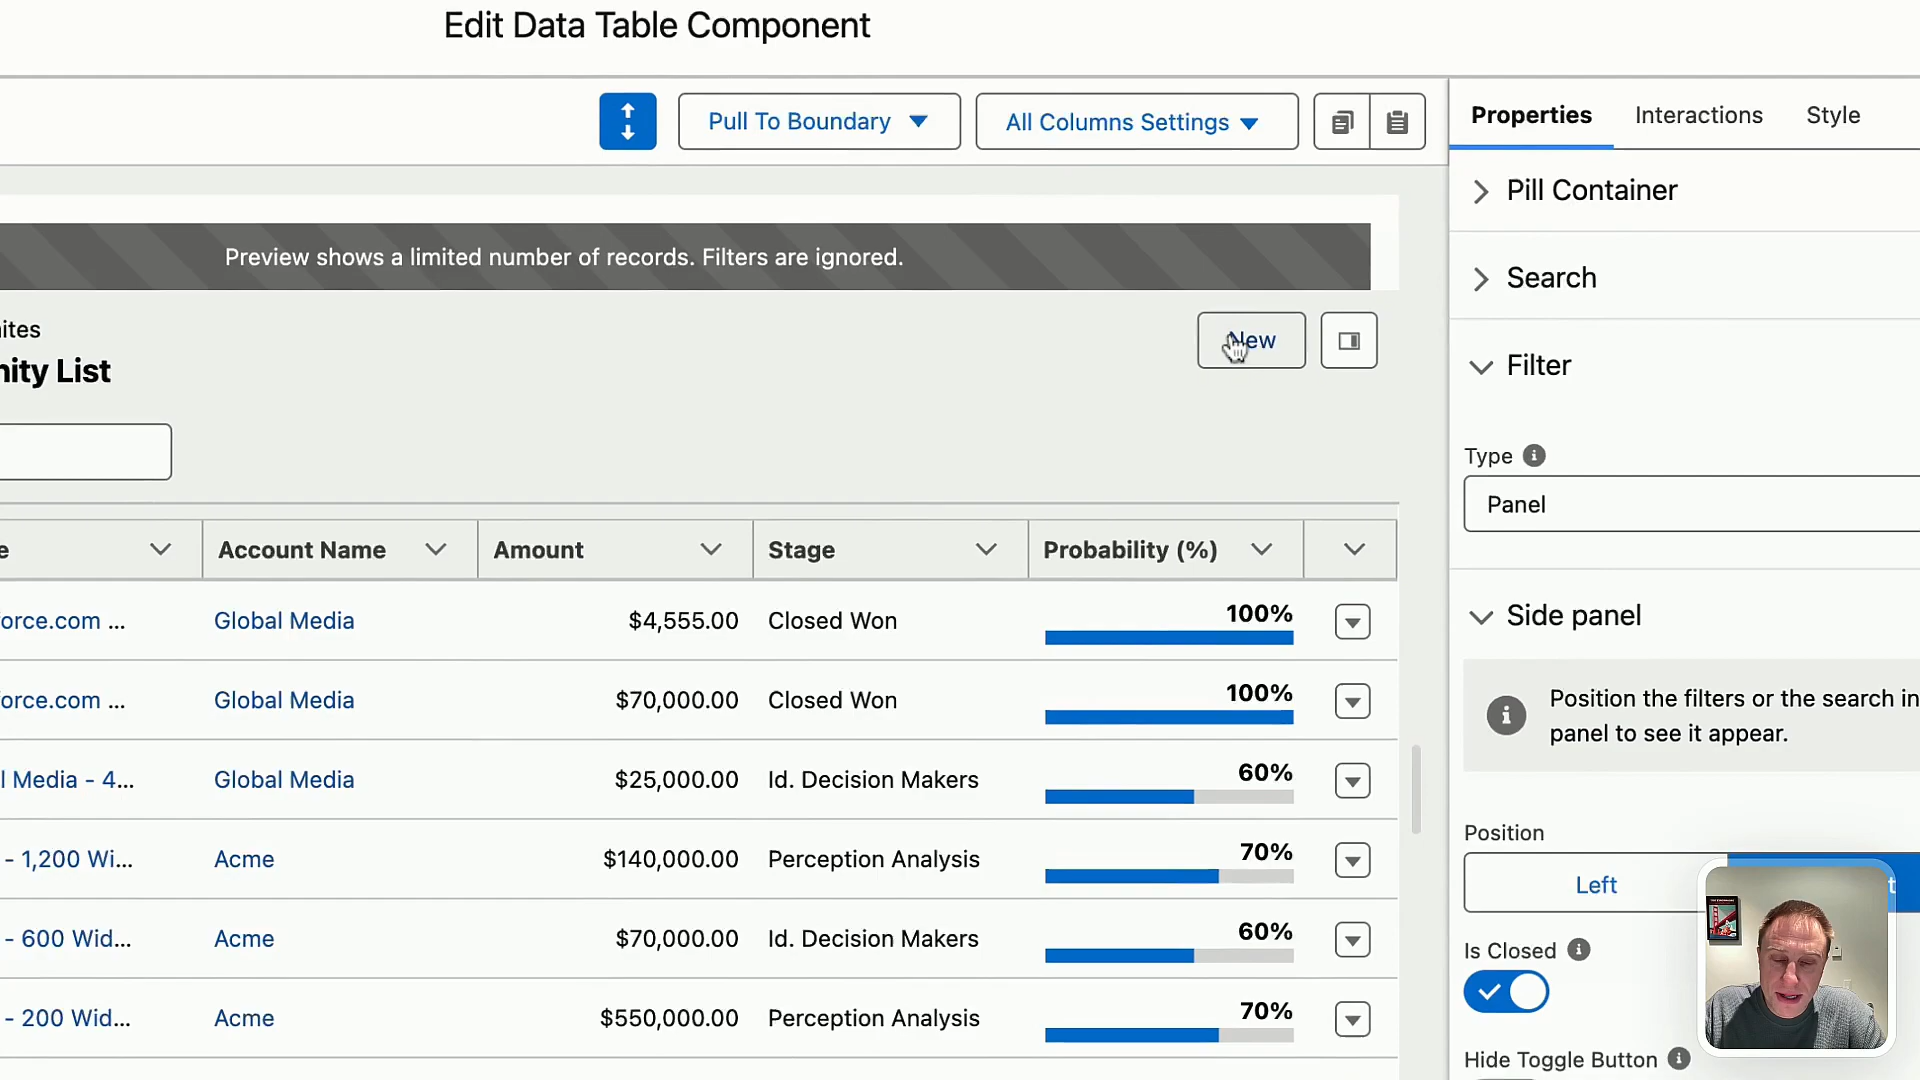 Edit Data Table Component
Pull To Boundary
All Columns Settings
Properties
Interactions
Style
Pill Container
Preview shows a limited number of records. Filters are ignored.
Search
ites
nity List
New
Filter
Type
Panel
e
Account Name
Amount
Stage
Probability (%)
orce.com ...
Global Media
$4,555.00
Closed Won
100%
Side panel
force.com ...
Global Media
$70,000.00
Closed Won
100%
Position the filters or the search in
panel to see it appear.
l Media - 4...
Global Media
$25,000.00
Id. Decision Makers
60%
Position
Left
t
- 1,200 Wi...
Acme
$140,000.00
Perception Analysis
70%
- 600 Wid...
Acme
$70,000.00
Id. Decision Makers
60%
Is Closed
- 200 Wid...
Acme
$550,000.00
Perception Analysis
70%
Hide Toggle Button